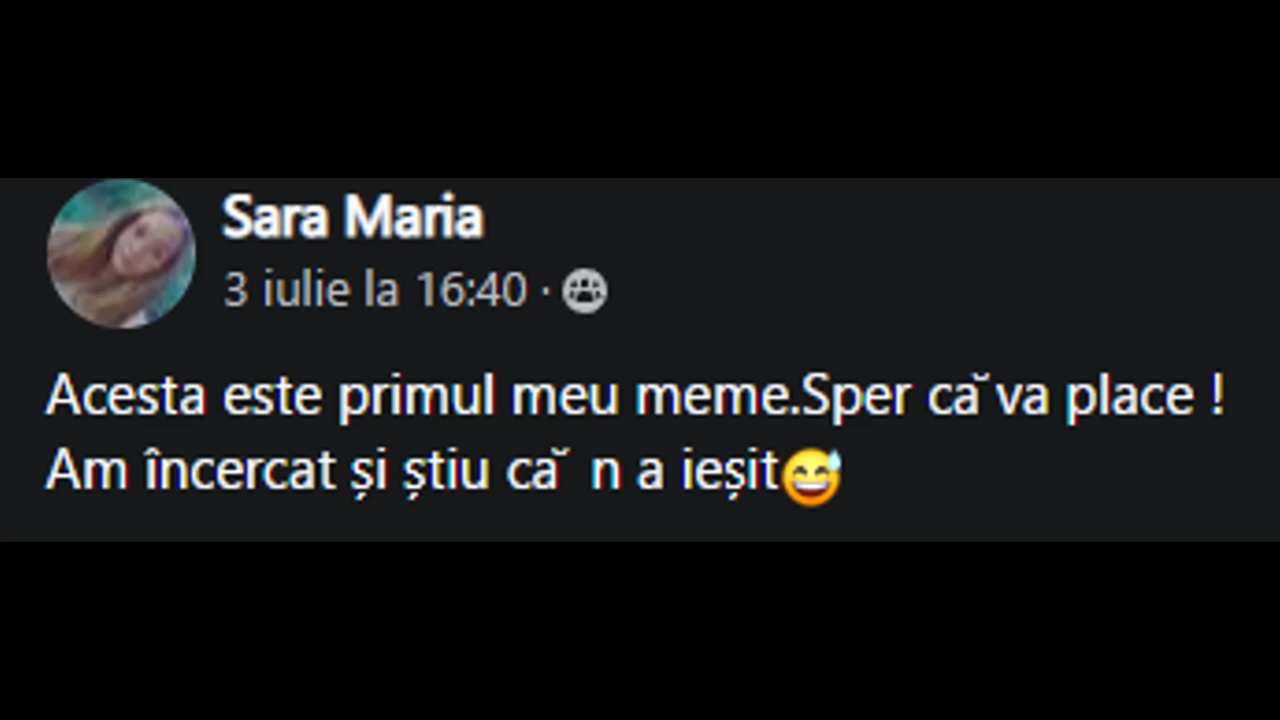 Sara Maria
3 iulie la 16:40 ·
Acesta este primul meu meme.Sper că va place !
Am încercat și știu că n a ieșit😅